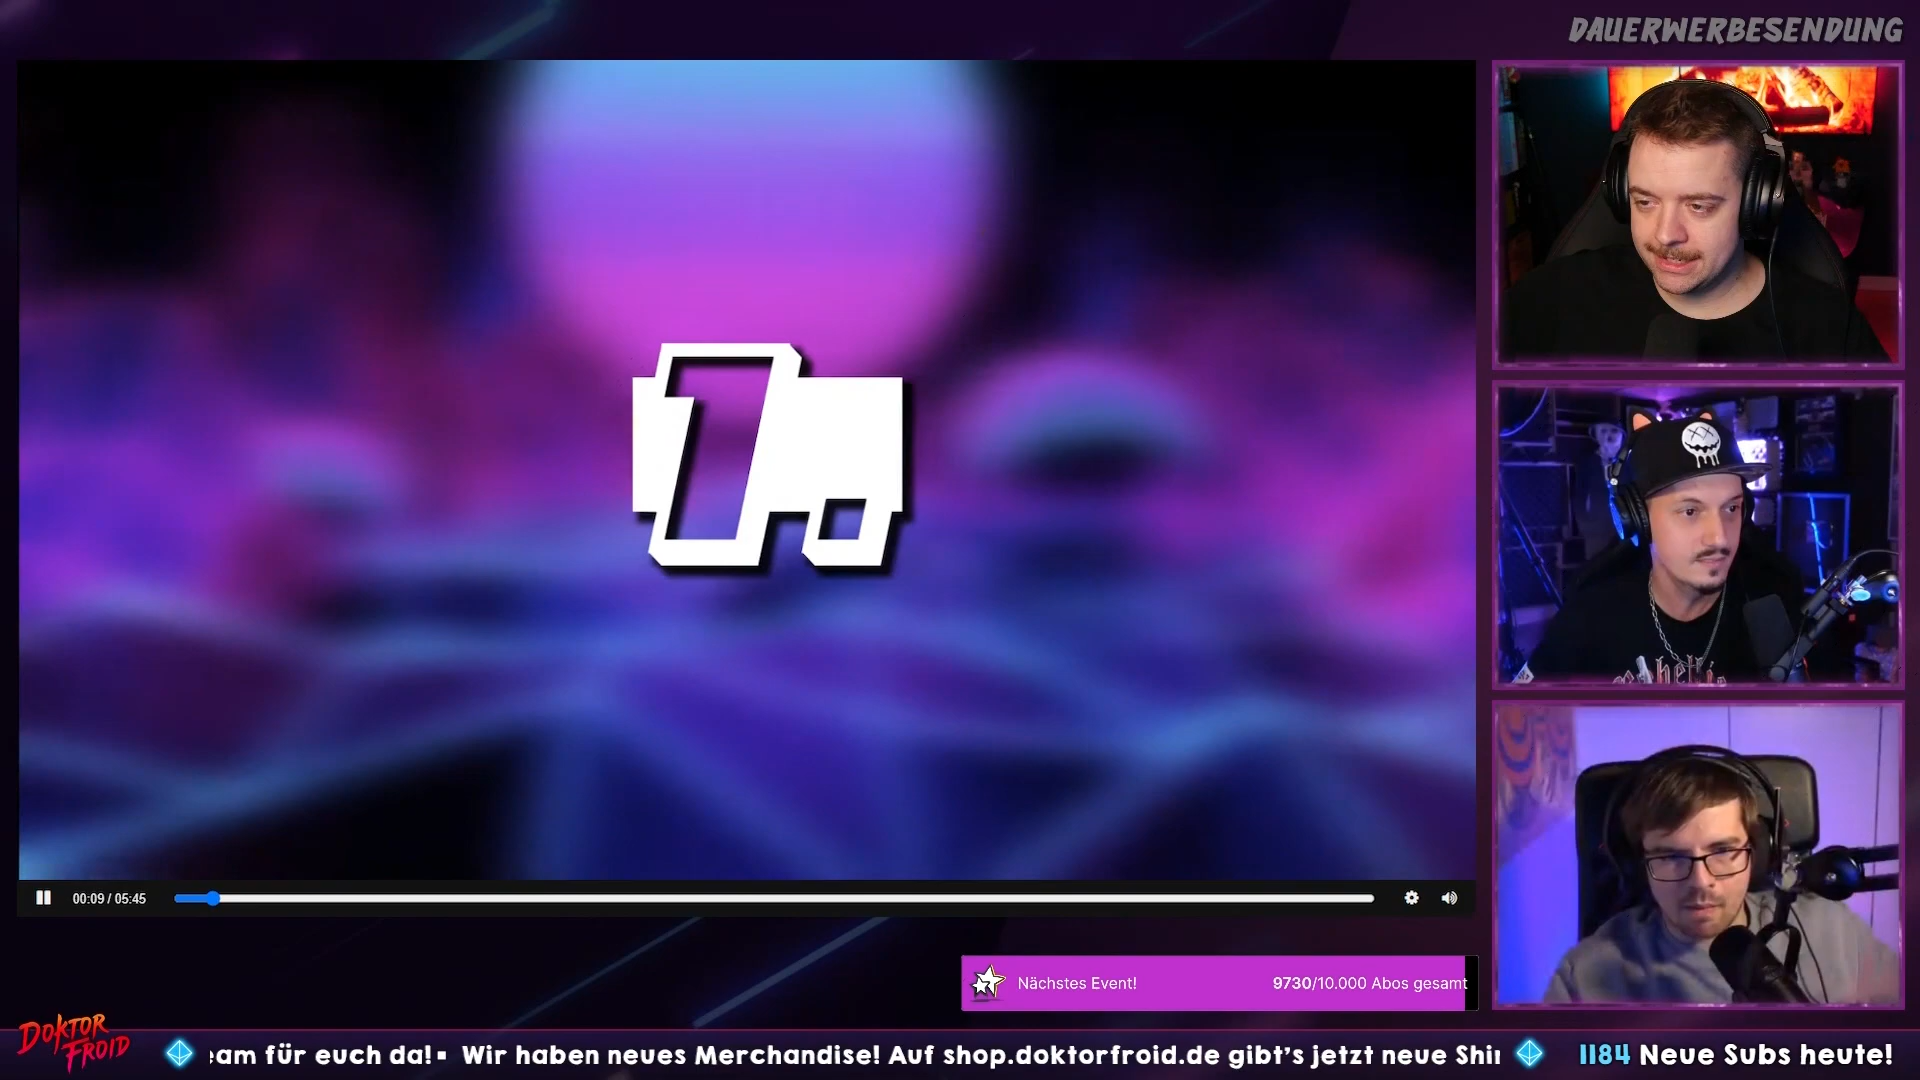 DAUERWERBESENDUNG
1.
00:09 / 05:45
Nächstes Event!
9730/10.000 Abos gesamt
DOKTOR
FROID
eam für euch da!▪ Wir haben neues Merchandise! Auf shop.doktorfroid.de gibt's jetzt neue Shir
1184 Neue Subs heute!